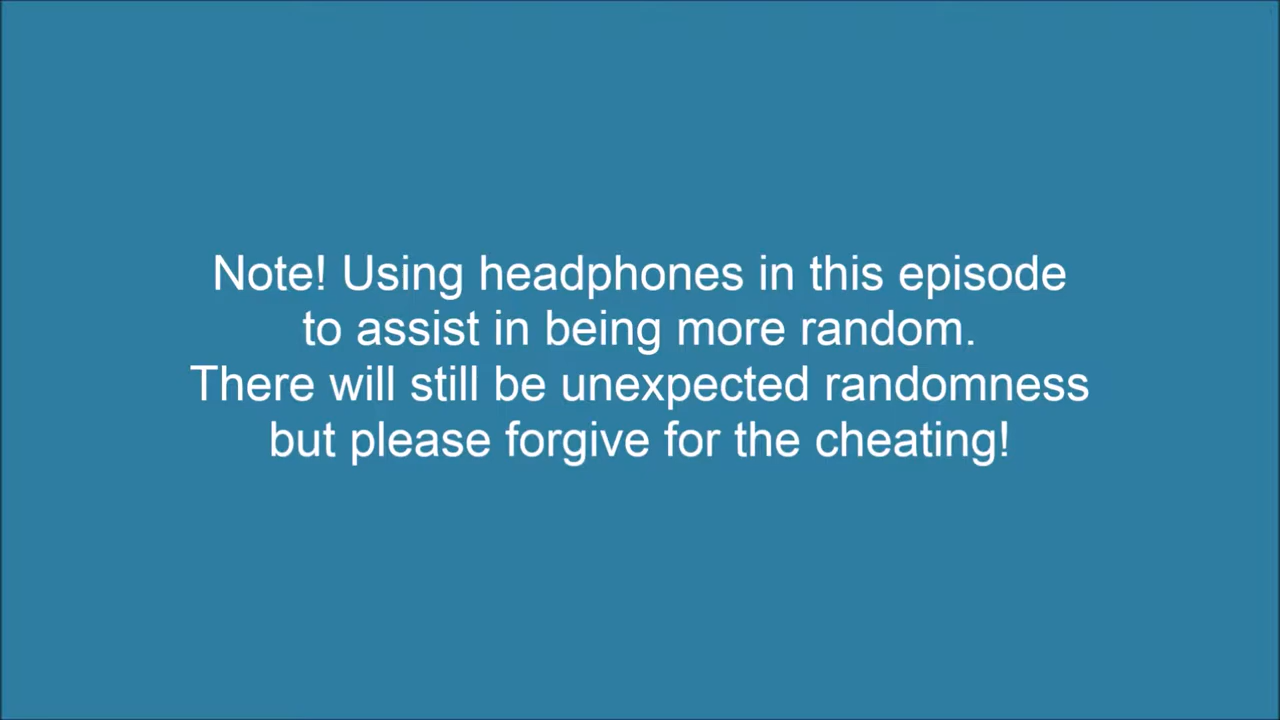 Note! Using headphones in this episode
to assist in being more random.
There will still be unexpected randomness
but please forgive for the cheating!